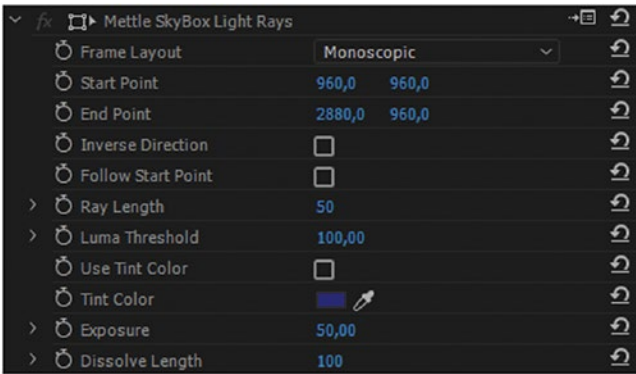 fx Mettle SkyBox Light Rays
Frame Layout Monoscopic
Start Point 960,0 960,0
End Point 2880,0 960,0
Inverse Direction
Follow Start Point
Ray Length 50
Luma Threshold 100,00
Use Tint Color
Tint Color
Exposure 50,00
Dissolve Length 100